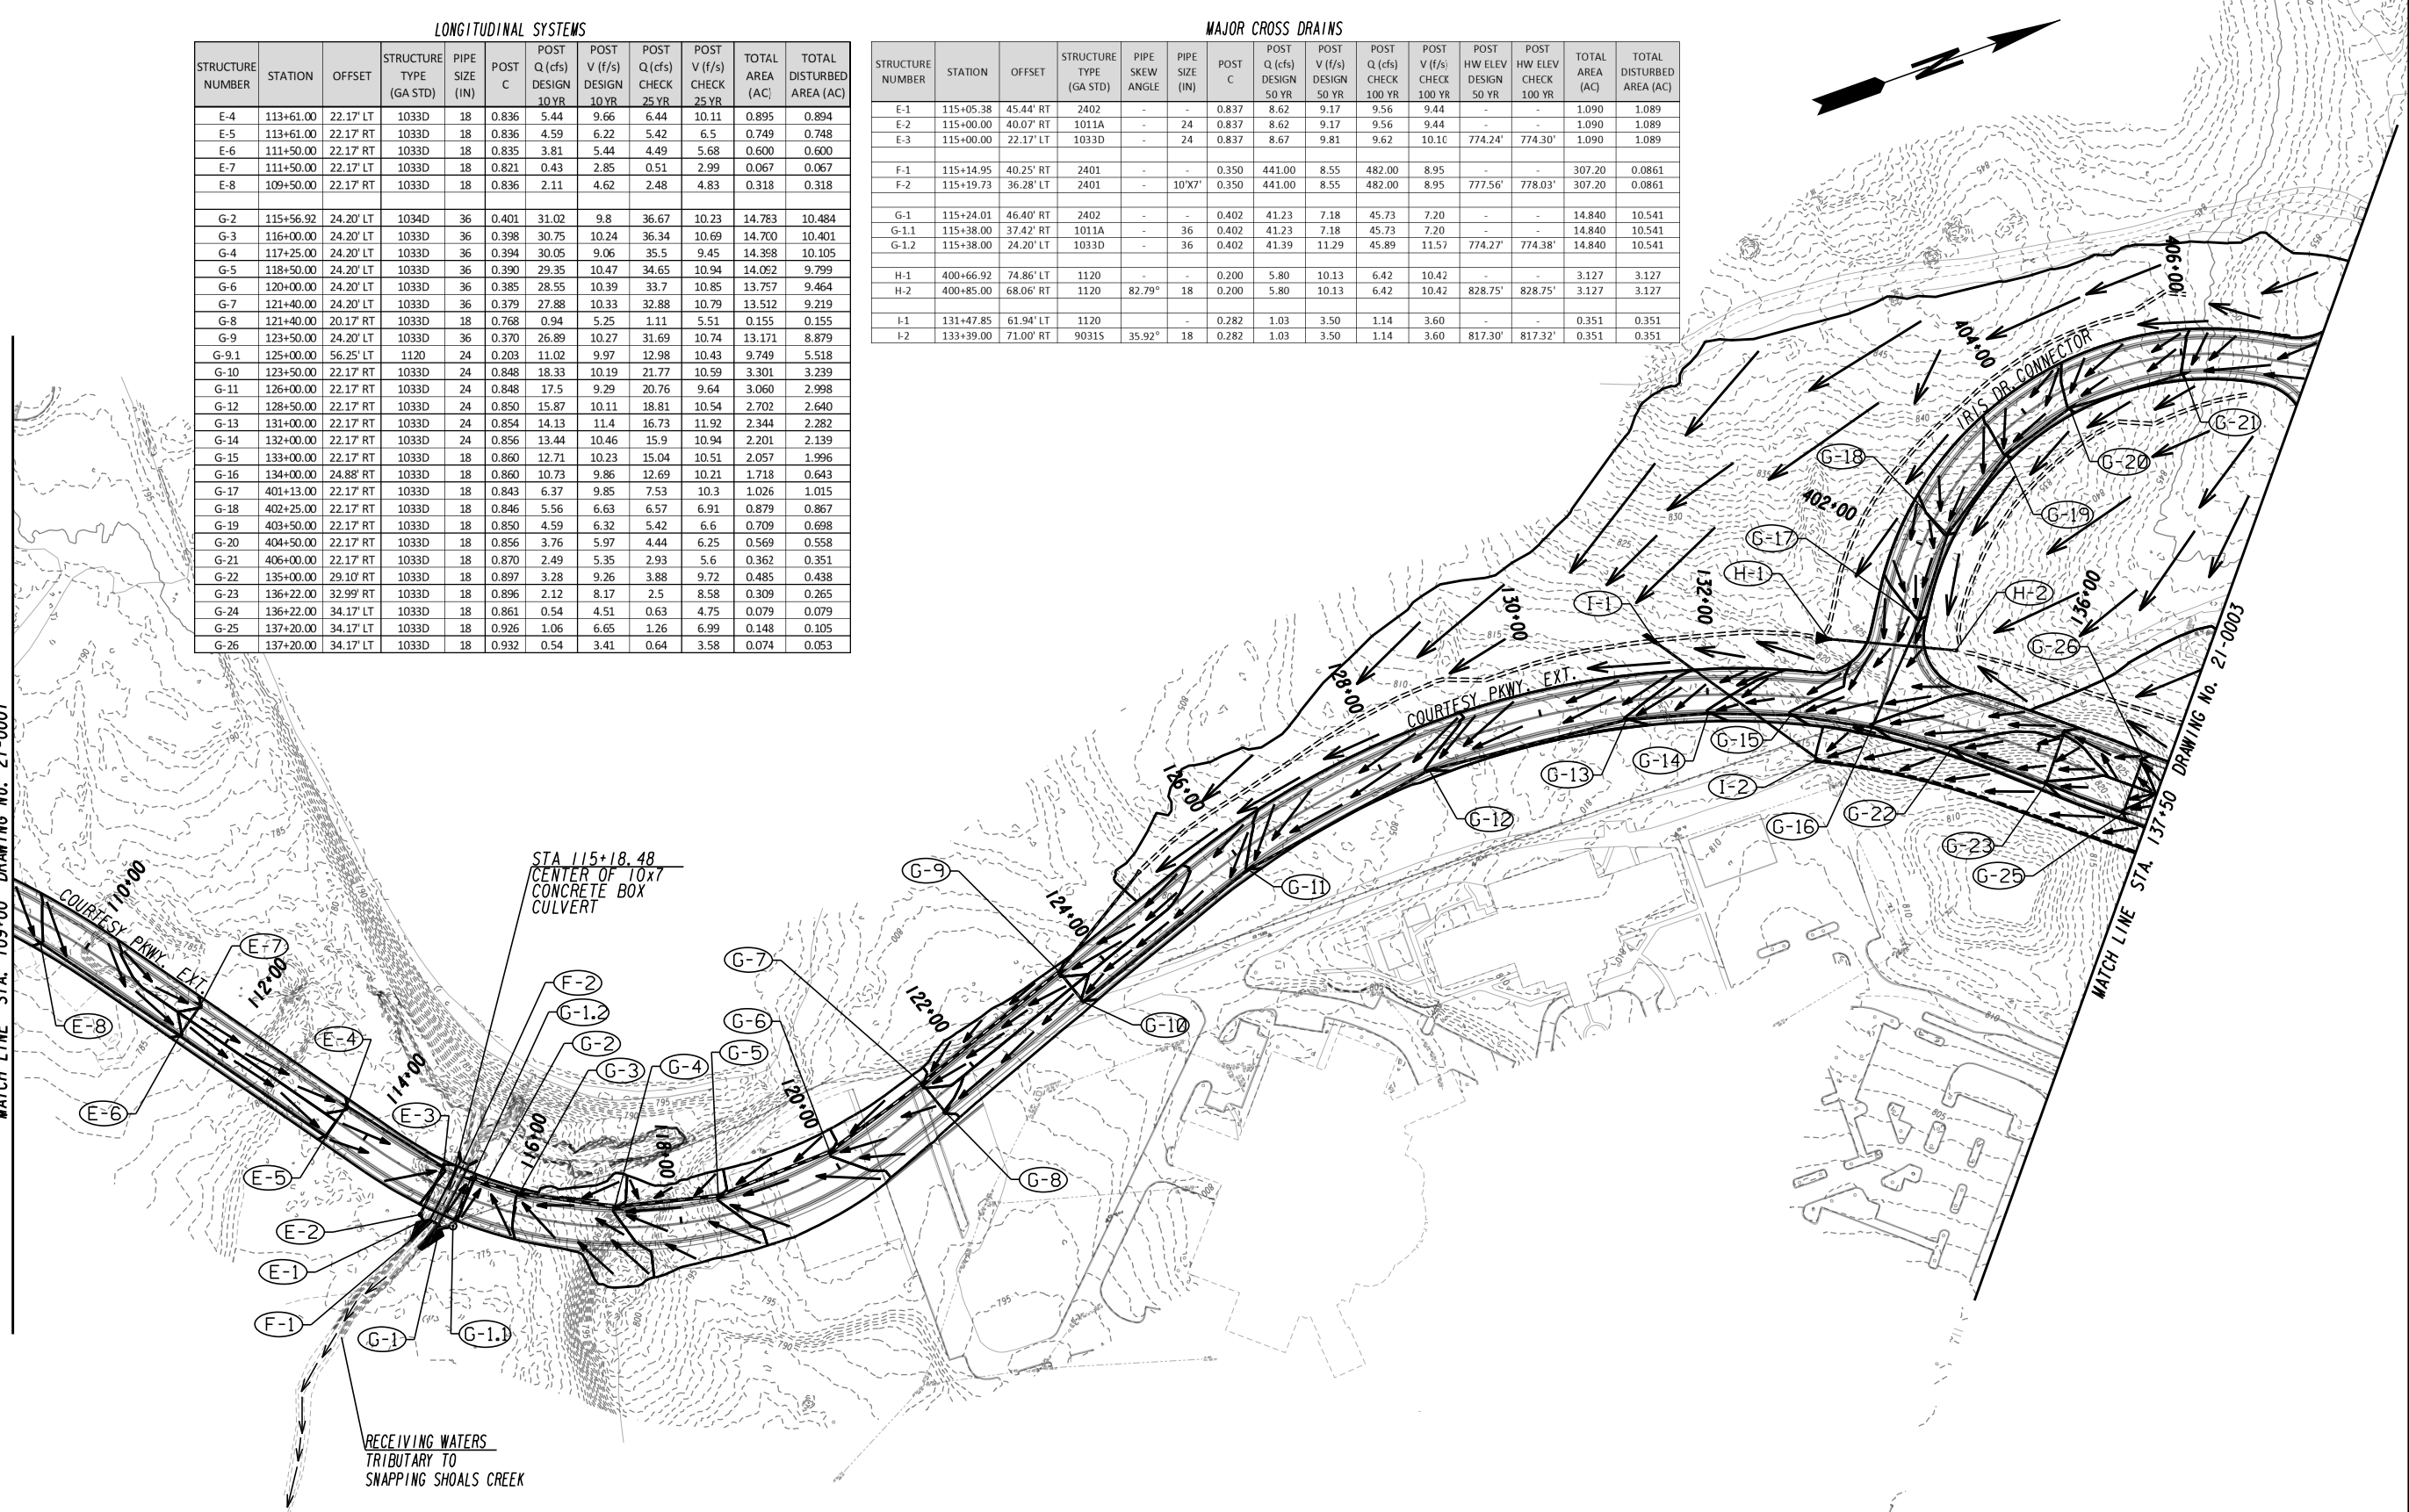 LONGITUDINAL SYSTEMS
STRUCTURE NUMBER STATION OFFSET STRUCTURE TYPE (GA STD) PIPE SIZE (IN) POST C POST Q (cfs) DESIGN 10 YR POST V (f/s) DESIGN 10 YR POST Q (cfs) CHECK 25 YR POST V (f/s) CHECK 25 YR TOTAL AREA (AC) TOTAL DISTURBED AREA (AC)
E-4 113+61.00 22.17' LT 1033D 18 0.836 5.44 9.66 6.44 10.11 0.895 0.894
E-5 113+61.00 22.17' RT 1033D 18 0.836 4.59 6.22 5.42 6.5 0.749 0.748
E-6 111+50.00 22.17' RT 1033D 18 0.835 3.81 5.44 4.49 5.68 0.600 0.600
E-7 111+50.00 22.17' LT 1033D 18 0.821 0.43 2.85 0.51 2.99 0.067 0.067
E-8 109+50.00 22.17' RT 1033D 18 0.836 2.11 4.62 2.48 4.83 0.318 0.318
G-2 115+56.92 24.20' LT 1034D 36 0.401 31.02 9.8 36.67 10.23 14.783 10.484
G-3 116+00.00 24.20' LT 1033D 36 0.398 30.75 10.24 36.34 10.69 14.700 10.401
G-4 117+25.00 24.20' LT 1033D 36 0.394 30.05 9.06 35.5 9.45 14.398 10.105
G-5 118+50.00 24.20' LT 1033D 36 0.390 29.35 10.47 34.65 10.94 14.092 9.799
G-6 120+00.00 24.20' LT 1033D 36 0.385 28.55 10.39 33.7 10.85 13.757 9.464
G-7 121+40.00 24.20' LT 1033D 36 0.379 27.88 10.33 32.88 10.79 13.512 9.219
G-8 121+40.00 20.17' RT 1033D 18 0.768 0.94 5.25 1.11 5.51 0.155 0.155
G-9 123+50.00 24.20' LT 1033D 36 0.370 26.89 10.27 31.69 10.74 13.171 8.879
G-9.1 125+00.00 56.25' LT 1120 24 0.203 11.02 9.97 12.98 10.43 9.749 5.518
G-10 123+50.00 22.17' RT 1033D 24 0.848 18.33 10.19 21.77 10.59 3.301 3.239
G-11 126+00.00 22.17' RT 1033D 24 0.848 17.5 9.29 20.76 9.64 3.060 2.998
G-12 128+50.00 22.17' RT 1033D 24 0.850 15.87 10.11 18.81 10.54 2.702 2.640
G-13 131+00.00 22.17' RT 1033D 24 0.854 14.13 11.4 16.73 11.92 2.344 2.282
G-14 132+00.00 22.17' RT 1033D 24 0.856 13.44 10.46 15.9 10.94 2.201 2.139
G-15 133+00.00 22.17' RT 1033D 18 0.860 12.71 10.23 15.04 10.51 2.057 1.996
G-16 134+00.00 24.88' RT 1033D 18 0.860 10.73 9.86 12.69 10.21 1.718 0.643
G-17 401+13.00 22.17' RT 1033D 18 0.843 6.37 9.85 7.53 10.3 1.026 1.015
G-18 402+25.00 22.17' RT 1033D 18 0.846 5.56 6.63 6.57 6.91 0.879 0.867
G-19 403+50.00 22.17' RT 1033D 18 0.850 4.59 6.32 5.42 6.6 0.709 0.698
G-20 404+50.00 22.17' RT 1033D 18 0.856 3.76 5.97 4.44 6.25 0.569 0.558
G-21 406+00.00 22.17' RT 1033D 18 0.870 2.49 5.35 2.93 5.6 0.362 0.351
G-22 135+00.00 29.10' RT 1033D 18 0.897 3.28 9.26 3.88 9.72 0.485 0.438
G-23 136+22.00 32.99' RT 1033D 18 0.896 2.12 8.17 2.5 8.58 0.309 0.265
G-24 136+22.00 34.17' LT 1033D 18 0.861 0.54 4.51 0.63 4.75 0.079 0.079
G-25 137+20.00 34.17' LT 1033D 18 0.926 1.06 6.65 1.26 6.99 0.148 0.105
G-26 137+20.00 34.17' LT 1033D 18 0.932 0.54 3.41 0.64 3.58 0.074 0.053
MAJOR CROSS DRAINS
STRUCTURE NUMBER STATION OFFSET STRUCTURE TYPE (GA STD) PIPE SKEW ANGLE PIPE SIZE (IN) POST C POST Q (cfs) DESIGN 50 YR POST V (f/s) DESIGN 50 YR POST Q (cfs) CHECK 100 YR POST V (f/s) CHECK 100 YR POST HW ELEV DESIGN 50 YR POST HW ELEV CHECK 100 YR TOTAL AREA (AC) TOTAL DISTURBED AREA (AC)
E-1 115+05.38 45.44' RT 2402 - - 0.837 8.62 9.17 9.56 9.44 - - 1.090 1.089
E-2 115+00.00 40.07' RT 1011A - 24 0.837 8.62 9.17 9.56 9.44 - - 1.090 1.089
E-3 115+00.00 22.17' LT 1033D - 24 0.837 8.67 9.81 9.62 10.10 774.24' 774.30' 1.090 1.089
F-1 115+14.95 40.25' RT 2401 - - 0.350 441.00 8.55 482.00 8.95 - - 307.20 0.0861
F-2 115+19.73 36.28' LT 2401 - 10'X7' 0.350 441.00 8.55 482.00 8.95 777.56' 778.03' 307.20 0.0861
G-1 115+24.01 46.40' RT 2402 - - 0.402 41.23 7.18 45.73 7.20 - - 14.840 10.541
G-1.1 115+38.00 37.42' RT 1011A - 36 0.402 41.23 7.18 45.73 7.20 - - 14.840 10.541
G-1.2 115+38.00 24.20' LT 1033D - 36 0.402 41.39 11.29 45.89 11.57 774.27' 774.38' 14.840 10.541
H-1 400+66.92 74.86' LT 1120 - - 0.200 5.80 10.13 6.42 10.42 - - 3.127 3.127
H-2 400+85.00 68.06' RT 1120 82.79° 18 0.200 5.80 10.13 6.42 10.42 828.75' 828.75' 3.127 3.127
I-1 131+47.85 61.94' LT 1120 - - 0.282 1.03 3.50 1.14 3.60 - - 0.351 0.351
I-2 133+39.00 71.00' RT 9031S 35.92° 18 0.282 1.03 3.50 1.14 3.60 817.30' 817.32' 0.351 0.351
N
406+00
404+00
IRIS DR. CONNECTOR
G-21
G-20
G-18
402+00
G-19
G-17
H-1
H-2
I-1
132+00
130+00
136+00
G-26
128+00
COURTESY PKWY. EXT.
G-15
G-14
G-13
I-2
G-12
G-16
G-22
G-23
G-25
MATCH LINE STA. 137+50 DRAWING No. 21-0003
126+00
G-11
G-9
124+00
G-10
STA 115+18.48
CENTER OF 10x7
CONCRETE BOX
CULVERT
MATCH LINE STA. 109+00 DRAWING No. 21-0001
COURTESY PKWY. EXT.
110+00
E-7
112+00
E-8
E-6
E-4
E-5
114+00
E-3
F-2
G-1.2
G-2
G-3
G-4
G-5
G-6
G-7
122+00
120+00
G-8
116+00
118+00
E-2
E-1
F-1
G-1
G-1.1
RECEIVING WATERS
TRIBUTARY TO
SNAPPING SHOALS CREEK